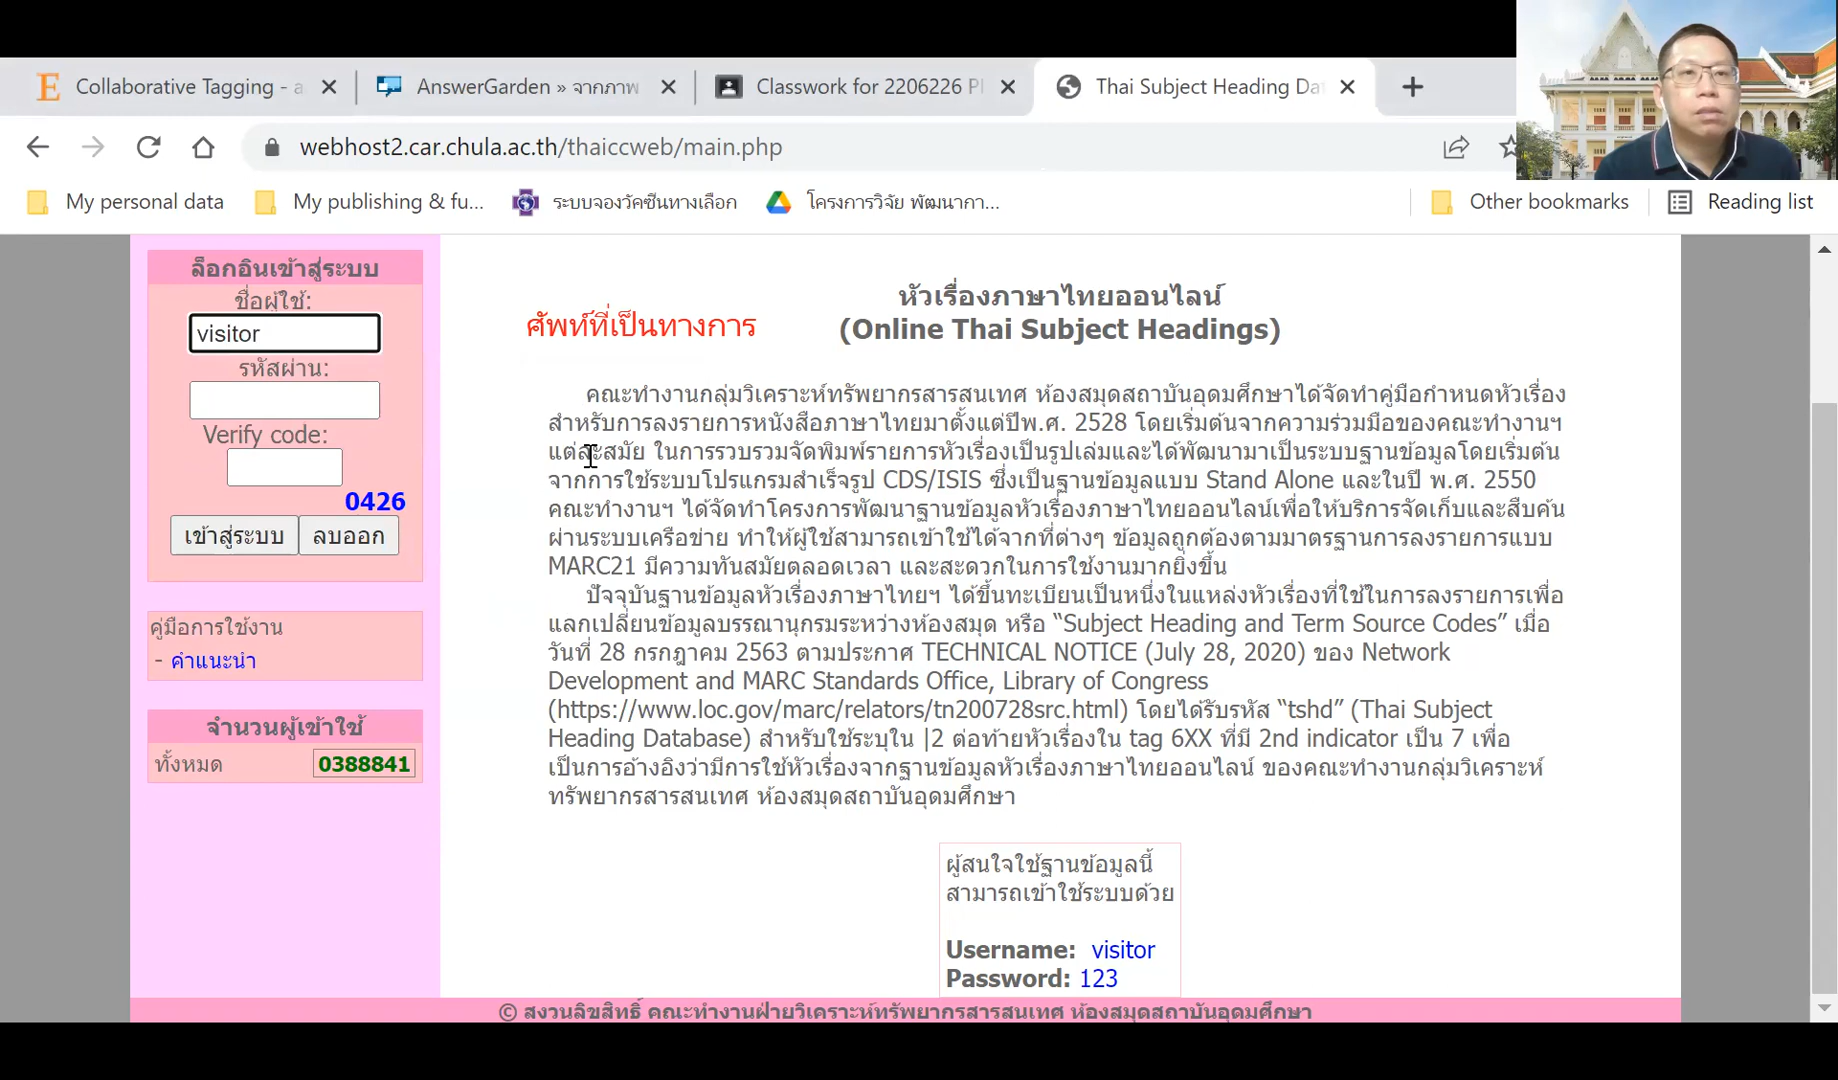 Collaborative Tagging - a
AnswerGarden » จากภาพ
Classwork for 2206226 P
Thai Subject Heading Da
webhost2.car.chula.ac.th/thaiccweb/main.php
My personal data
My publishing & fu...
ระบบจองวัคซีนทางเลือก
โครงการวิจัย พัฒนากา...
Other bookmarks
Reading list
ล็อกอินเข้าสู่ระบบ
ชื่อผู้ใช้:
visitor
รหัสผ่าน:
Verify code:
0426
เข้าสู่ระบบ ลบออก
คู่มือการใช้งาน
- คำแนะนำ
จำนวนผู้เข้าใช้
ทั้งหมด 0388841
ศัพท์ที่เป็นทางการ
หัวเรื่องภาษาไทยออนไลน์
(Online Thai Subject Headings)
คณะทำงานกลุ่มวิเคราะห์ทรัพยากรสารสนเทศ ห้องสมุดสถาบันอุดมศึกษาได้จัดทำคู่มือกำหนดหัวเรื่อง
สำหรับการลงรายการหนังสือภาษาไทยมาตั้งแต่ปีพ.ศ. 2528 โดยเริ่มต้นจากความร่วมมือของคณะทำงานฯ
แต่ละสมัย ในการรวบรวมจัดพิมพ์รายการหัวเรื่องเป็นรูปเล่มและได้พัฒนามาเป็นระบบฐานข้อมูลโดยเริ่มต้น
จากการใช้ระบบโปรแกรมสำเร็จรูป CDS/ISIS ซึ่งเป็นฐานข้อมูลแบบ Stand Alone และในปี พ.ศ. 2550
คณะทำงานฯ ได้จัดทำโครงการพัฒนาฐานข้อมูลหัวเรื่องภาษาไทยออนไลน์เพื่อให้บริการจัดเก็บและสืบค้น
ผ่านระบบเครือข่าย ทำให้ผู้ใช้สามารถเข้าใช้ได้จากที่ต่างๆ ข้อมูลถูกต้องตามมาตรฐานการลงรายการแบบ
MARC21 มีความทันสมัยตลอดเวลา และสะดวกในการใช้งานมากยิ่งขึ้น
ปัจจุบันฐานข้อมูลหัวเรื่องภาษาไทยฯ ได้ขึ้นทะเบียนเป็นหนึ่งในแหล่งหัวเรื่องที่ใช้ในการลงรายการเพื่อ
แลกเปลี่ยนข้อมูลบรรณานุกรมระหว่างห้องสมุด หรือ “Subject Heading and Term Source Codes” เมื่อ
วันที่ 28 กรกฎาคม 2563 ตามประกาศ TECHNICAL NOTICE (July 28, 2020) ของ Network
Development and MARC Standards Office, Library of Congress
(https://www.loc.gov/marc/relators/tn200728src.html) โดยได้รับรหัส “tshd” (Thai Subject
Heading Database) สำหรับใช้ระบุใน |2 ต่อท้ายหัวเรื่องใน tag 6XX ที่มี 2nd indicator เป็น 7 เพื่อ
เป็นการอ้างอิงว่ามีการใช้หัวเรื่องจากฐานข้อมูลหัวเรื่องภาษาไทยออนไลน์ ของคณะทำงานกลุ่มวิเคราะห์
ทรัพยากรสารสนเทศ ห้องสมุดสถาบันอุดมศึกษา
ผู้สนใจใช้ฐานข้อมูลนี้
สามารถเข้าใช้ระบบด้วย
Username: visitor
Password: 123
© สงวนลิขสิทธิ์ คณะทำงานฝ่ายวิเคราะห์ทรัพยากรสารสนเทศ ห้องสมุดสถาบันอุดมศึกษา